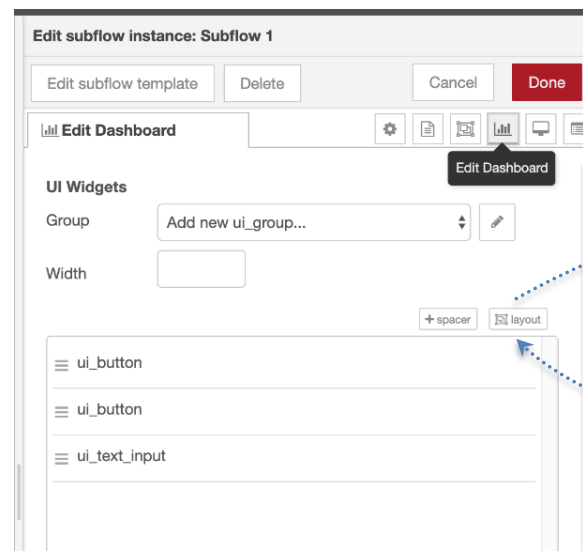 Edit subflow instance: Subflow 1
Edit subflow template Delete Cancel Done
Edit Dashboard
Edit Dashboard
UI Widgets
Group Add new ui_group...
Width
+ spacer layout
ui_button
ui_button
ui_text_input